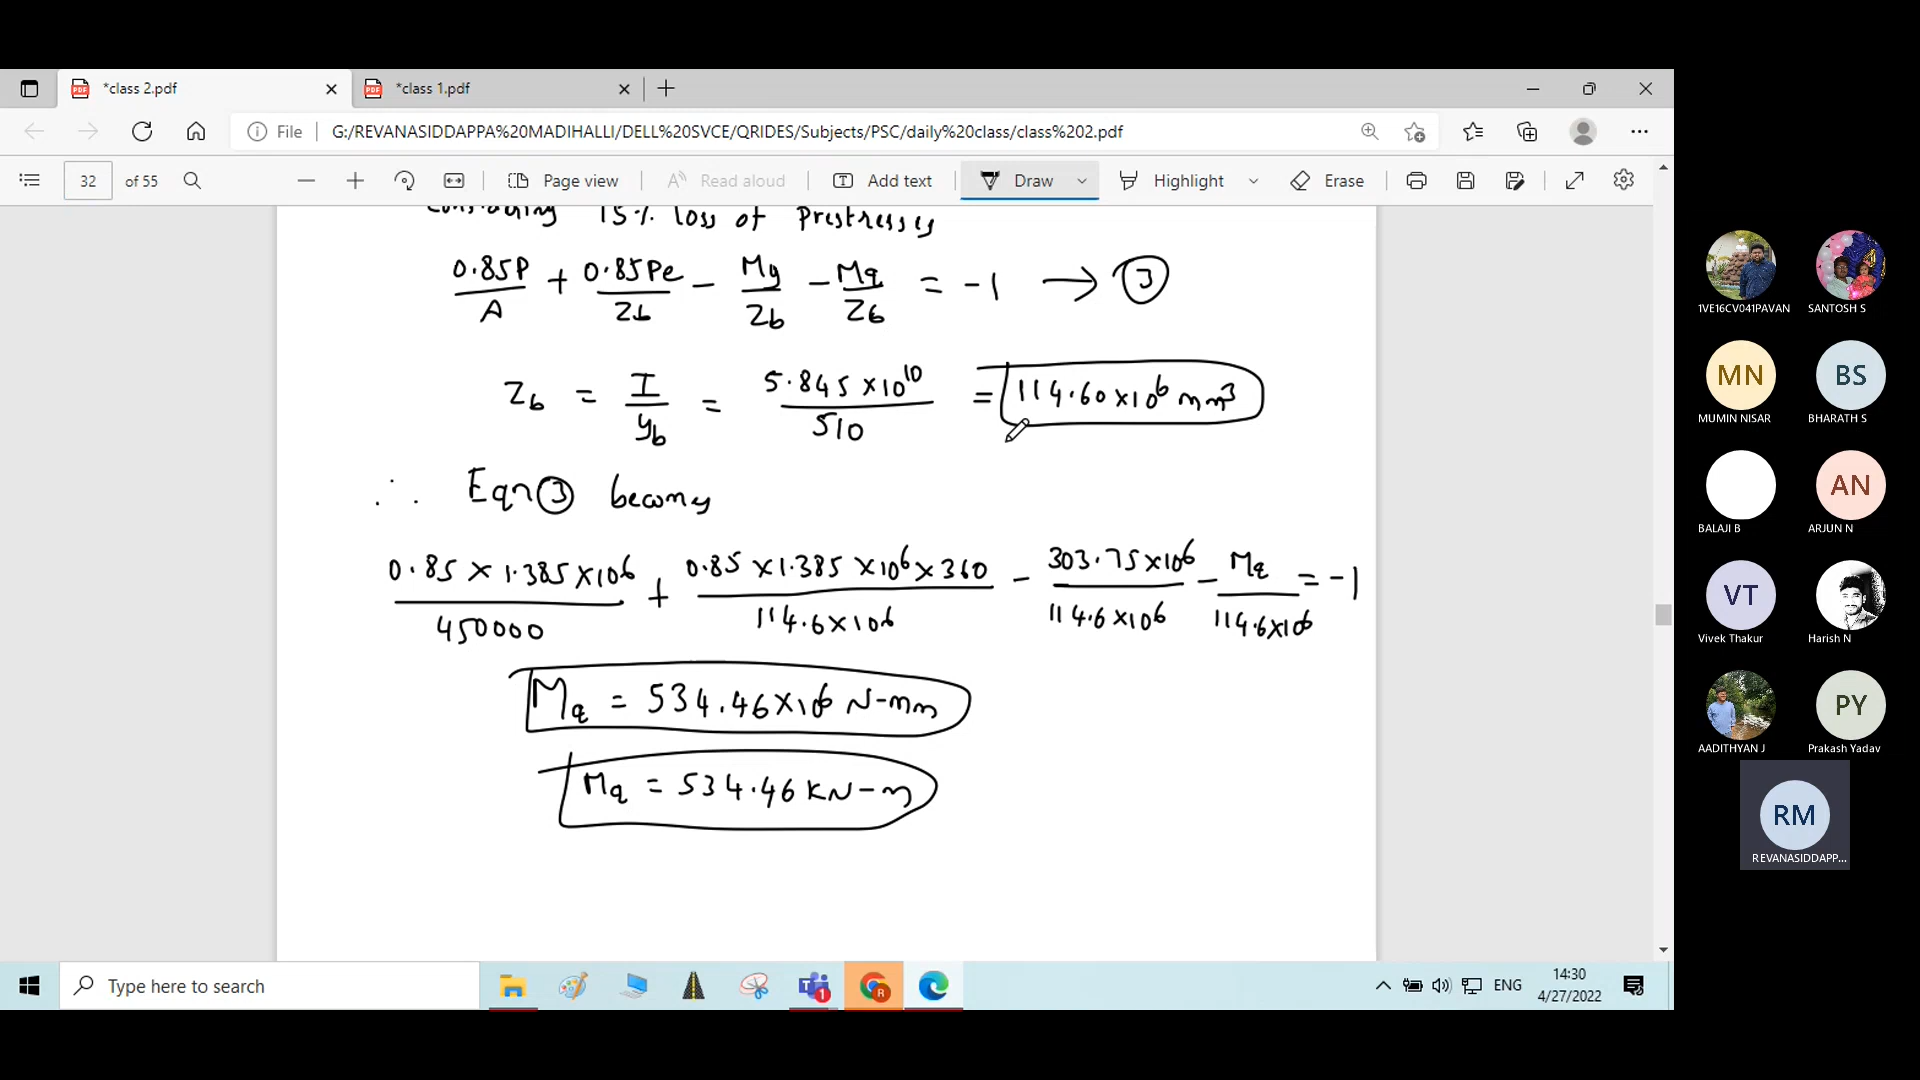 *class 2.pdf
*class 1.pdf
File G:/REVANASIDDAPPA%20MADIHALLI/DELL%20SVCE/QRIDES/Subjects/PSC/daily%20class/class%202.pdf
32 of 55 Page view Read aloud Add text Draw Highlight Erase
Considering 15% loss of Prestresses
0.85P/A + 0.85Pe/Zb - Mg/Zb - Mq/Zb = -1 → ③
Zb = I/yb = 5.845×10^10/510 = 114.60×10^6 mm^3
∴ Eqn ③ becomes
0.85×1.385×10^6/450000 + 0.85×1.385×10^6×360/114.6×10^6 - 303.75×10^6/114.6×10^6 - Mq/114.6×10^6 = -1
Mq = 534.46×10^6 N-mm
Mq = 534.46 KN-m
1VE16CV041PAVAN
SANTOSH S
MN
MUMIN NISAR
BS
BHARATH S
BALAJI B
AN
ARJUN N
VT
Vivek Thakur
Harish N
AADITHYAN J
PY
Prakash Yadav
RM
REVANASIDDAPP...
Type here to search
1
R
ENG
14:30
4/27/2022